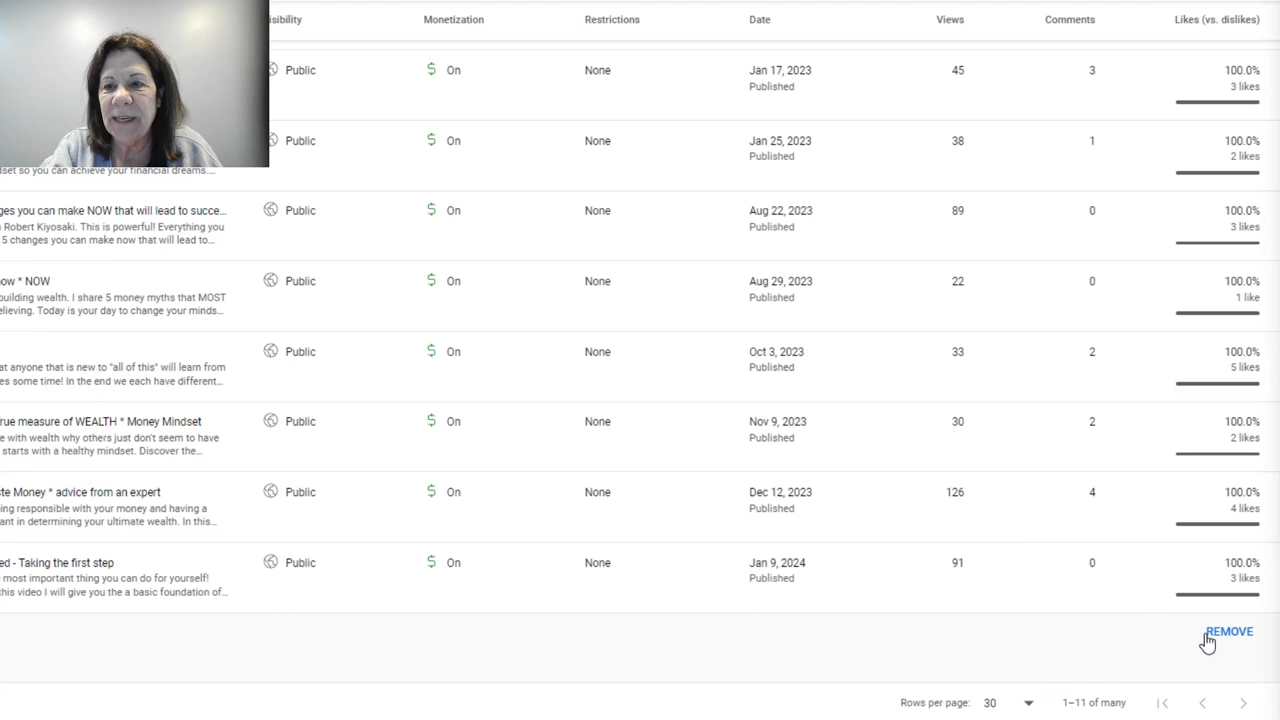 isibility Monetization Restrictions Date Views Comments Likes (vs. dislikes)
Public $ On None Jan 17, 2023 45 3 100.0%
Published 3 likes
Public $ On None Jan 25, 2023 38 1 100.0%
Published 2 likes
dset so you can achieve your financial dreams....
ges you can make NOW that will lead to succe... Public $ On None Aug 22, 2023 89 0 100.0%
Robert Kiyosaki. This is powerful! Everything you Published 3 likes
5 changes you can make now that will lead to...
ow * NOW Public $ On None Aug 29, 2023 22 0 100.0%
building wealth. I share 5 money myths that MOST Published 1 like
elieving. Today is your day to change your minds...
Public $ On None Oct 3, 2023 33 2 100.0%
at anyone that is new to "all of this" will learn from Published 5 likes
es some time! In the end we each have different...
rue measure of WEALTH * Money Mindset Public $ On None Nov 9, 2023 30 2 100.0%
e with wealth why others just don't seem to have Published 2 likes
starts with a healthy mindset. Discover the...
ste Money * advice from an expert Public $ On None Dec 12, 2023 126 4 100.0%
ing responsible with your money and having a Published 4 likes
ant in determining your ultimate wealth. In this...
ed - Taking the first step Public $ On None Jan 9, 2024 91 0 100.0%
most important thing you can do for yourself! Published 3 likes
this video I will give you the a basic foundation of...
REMOVE
Rows per page: 30 1–11 of many